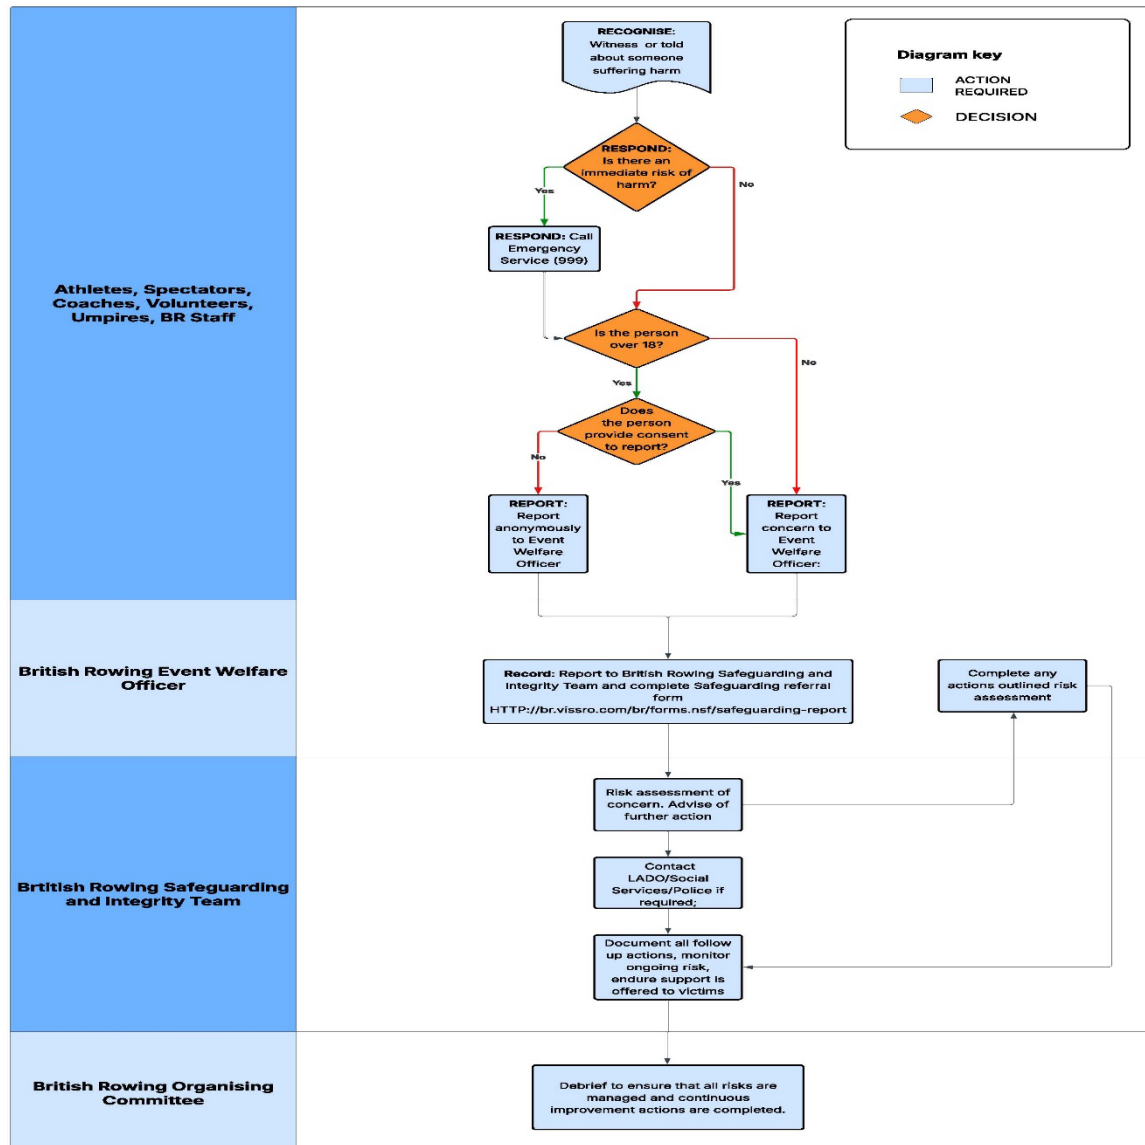 RECOGNISE:
Witness or told
about someone
suffering harm
Diagram key
ACTION
REQUIRED
DECISION
RESPOND:
Is there an
immediate risk of
harm?
Yes
No
RESPOND: Call
Emergency
Service (999)
Athletes, Spectators,
Coaches, Volunteers,
Umpires, BR Staff
Is the person
over 18?
Yes
No
Does
the person
provide consent
to report?
No
Yes
REPORT:
Report
anonymously
to Event
Welfare
Officer
REPORT:
Report
concern to
Event
Welfare
Officer:
British Rowing Event Welfare
Officer
Record: Report to British Rowing Safeguarding and
Integrity Team and complete Safeguarding referral
form
HTTP://br.vissro.com/br/forms.nsf/safeguarding-report
Complete any
actions outlined risk
assessment
Brtitish Rowing Safeguarding
and Integrity Team
Risk assessment of
concern. Advise of
further action
Contact
LADO/Social
Services/Police if
required;
Document all follow
up actions, monitor
ongoing risk,
endure support is
offered to victims
British Rowing Organising
Committee
Debrief to ensure that all risks are
managed and continuous
improvement actions are completed.